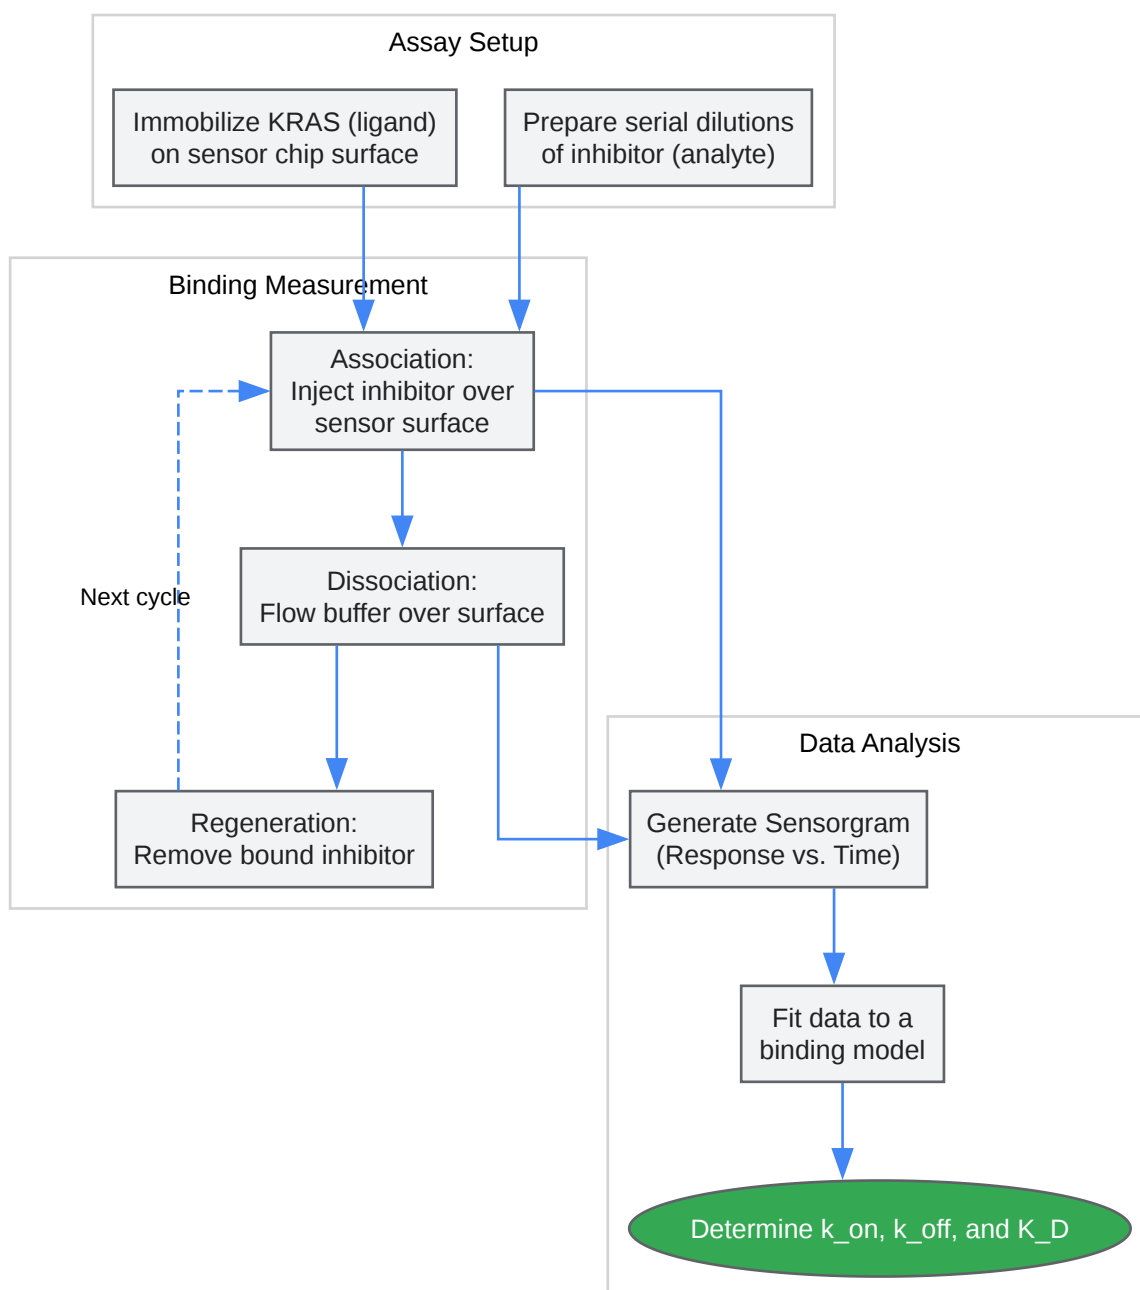 Assay Setup
Immobilize KRAS (ligand)
on sensor chip surface
Prepare serial dilutions
of inhibitor (analyte)
Binding Measurement
Association:
Inject inhibitor over
sensor surface
Dissociation:
Flow buffer over surface
Next cycle
Regeneration:
Remove bound inhibitor
Data Analysis
Generate Sensorgram
(Response vs. Time)
Fit data to a
binding model
Determine k_on, k_off, and K_D